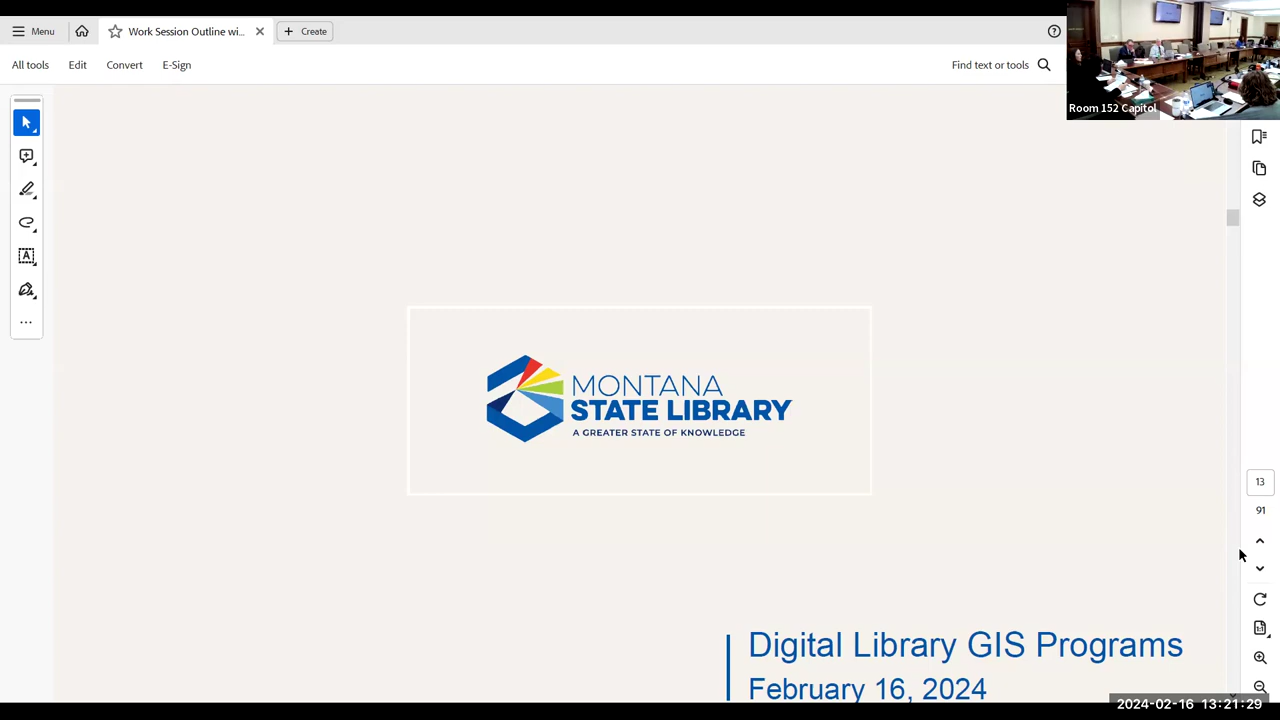 Menu
Work Session Outline wi...
Create
All tools
Edit
Convert
E-Sign
Find text or tools
Room 152 Capitol
MONTANA
STATE LIBRARY
A GREATER STATE OF KNOWLEDGE
13
91
Digital Library GIS Programs
February 16, 2024
2024-02-16 13:21:29